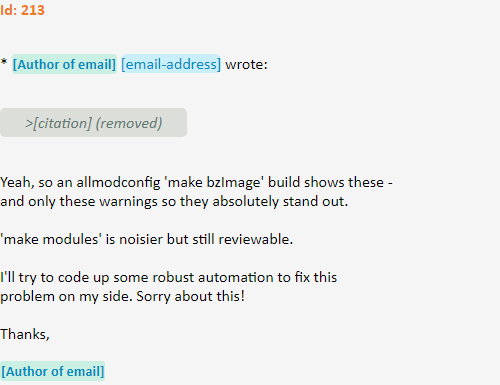 Id: 213
* [Author of email] [email-address] wrote:
>[citation] (removed)
Yeah, so an allmodconfig 'make bzImage' build shows these -
and only these warnings so they absolutely stand out.
'make modules' is noisier but still reviewable.
I'll try to code up some robust automation to fix this
problem on my side. Sorry about this!
Thanks,
[Author of email]